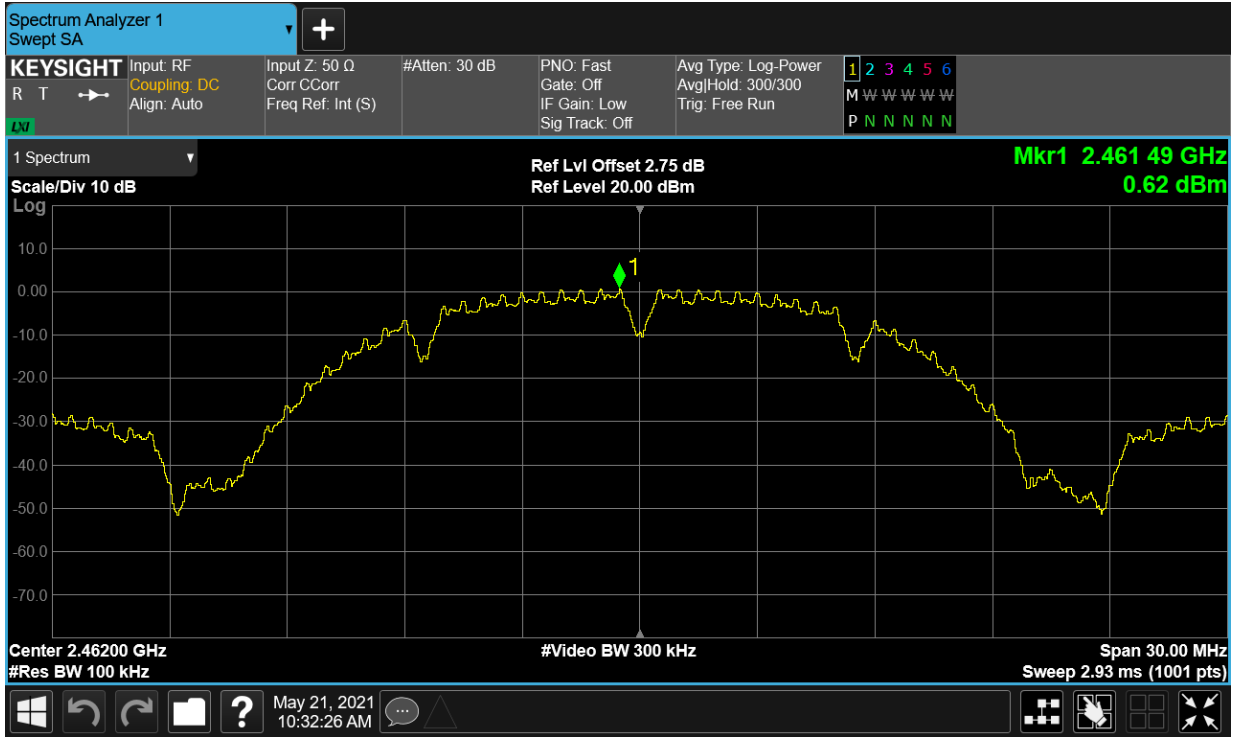 Spectrum Analyzer 1
Swept SA
+
KEYSIGHT
R T
LXI
Input: RF
Coupling: DC
Align: Auto
Input Z: 50 Ω
Corr CCorr
Freq Ref: Int (S)
#Atten: 30 dB
PNO: Fast
Gate: Off
IF Gain: Low
Sig Track: Off
Avg Type: Log-Power
Avg|Hold: 300/300
Trig: Free Run
1 2 3 4 5 6
M W W W W W
P N N N N N
1 Spectrum
Scale/Div 10 dB
Ref Lvl Offset 2.75 dB
Ref Level 20.00 dBm
Mkr1 2.461 49 GHz
0.62 dBm
Log
10.0
0.00
-10.0
-20.0
-30.0
-40.0
-50.0
-60.0
-70.0
1
Center 2.46200 GHz
#Res BW 100 kHz
#Video BW 300 kHz
Span 30.00 MHz
Sweep 2.93 ms (1001 pts)
?
May 21, 2021
10:32:26 AM